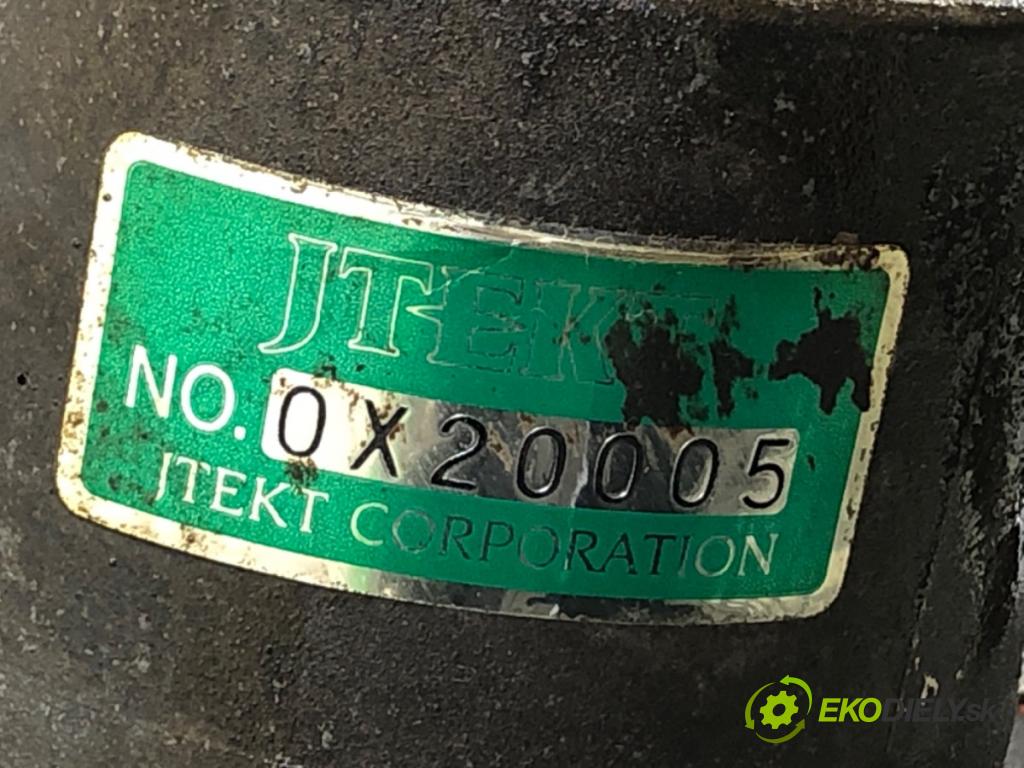 JTEKT
NO. 0X20005
JTEKT CORPORATION
EKODIELY.sk